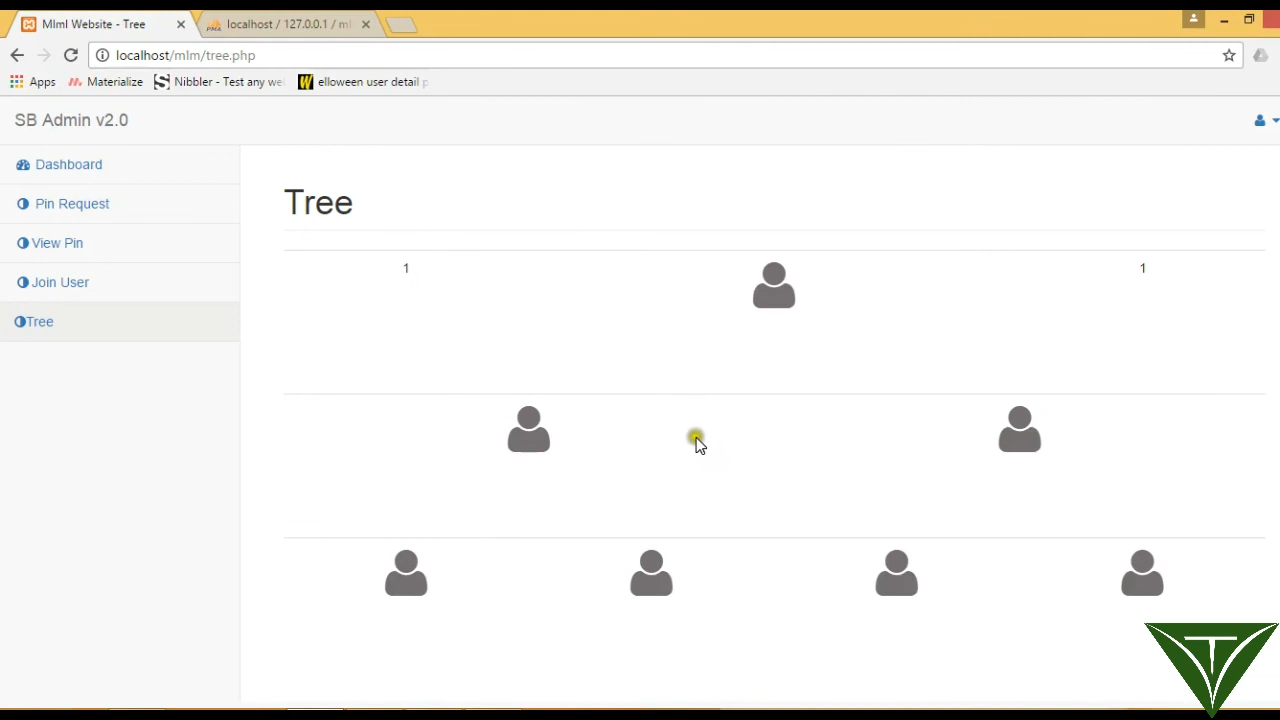 Mlml Website - Tree
localhost / 127.0.0.1 / ml
localhost/mlm/tree.php
Apps
Materialize
Nibbler - Test any we
elloween user detail p
SB Admin v2.0
Dashboard
Pin Request
View Pin
Join User
Tree
Tree
1
1